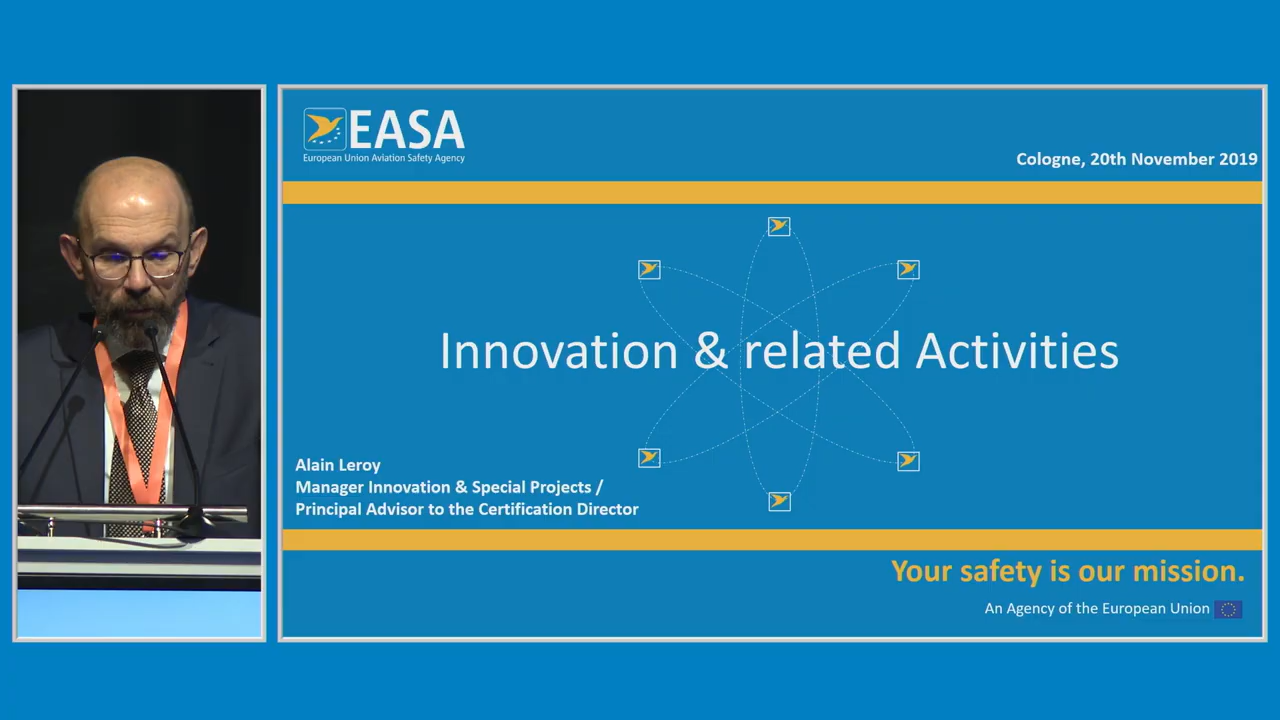 EASA
European Union Aviation Safety Agency
Cologne, 20th November 2019
Innovation & related Activities
Alain Leroy
Manager Innovation & Special Projects /
Principal Advisor to the Certification Director
Your safety is our mission.
An Agency of the European Union